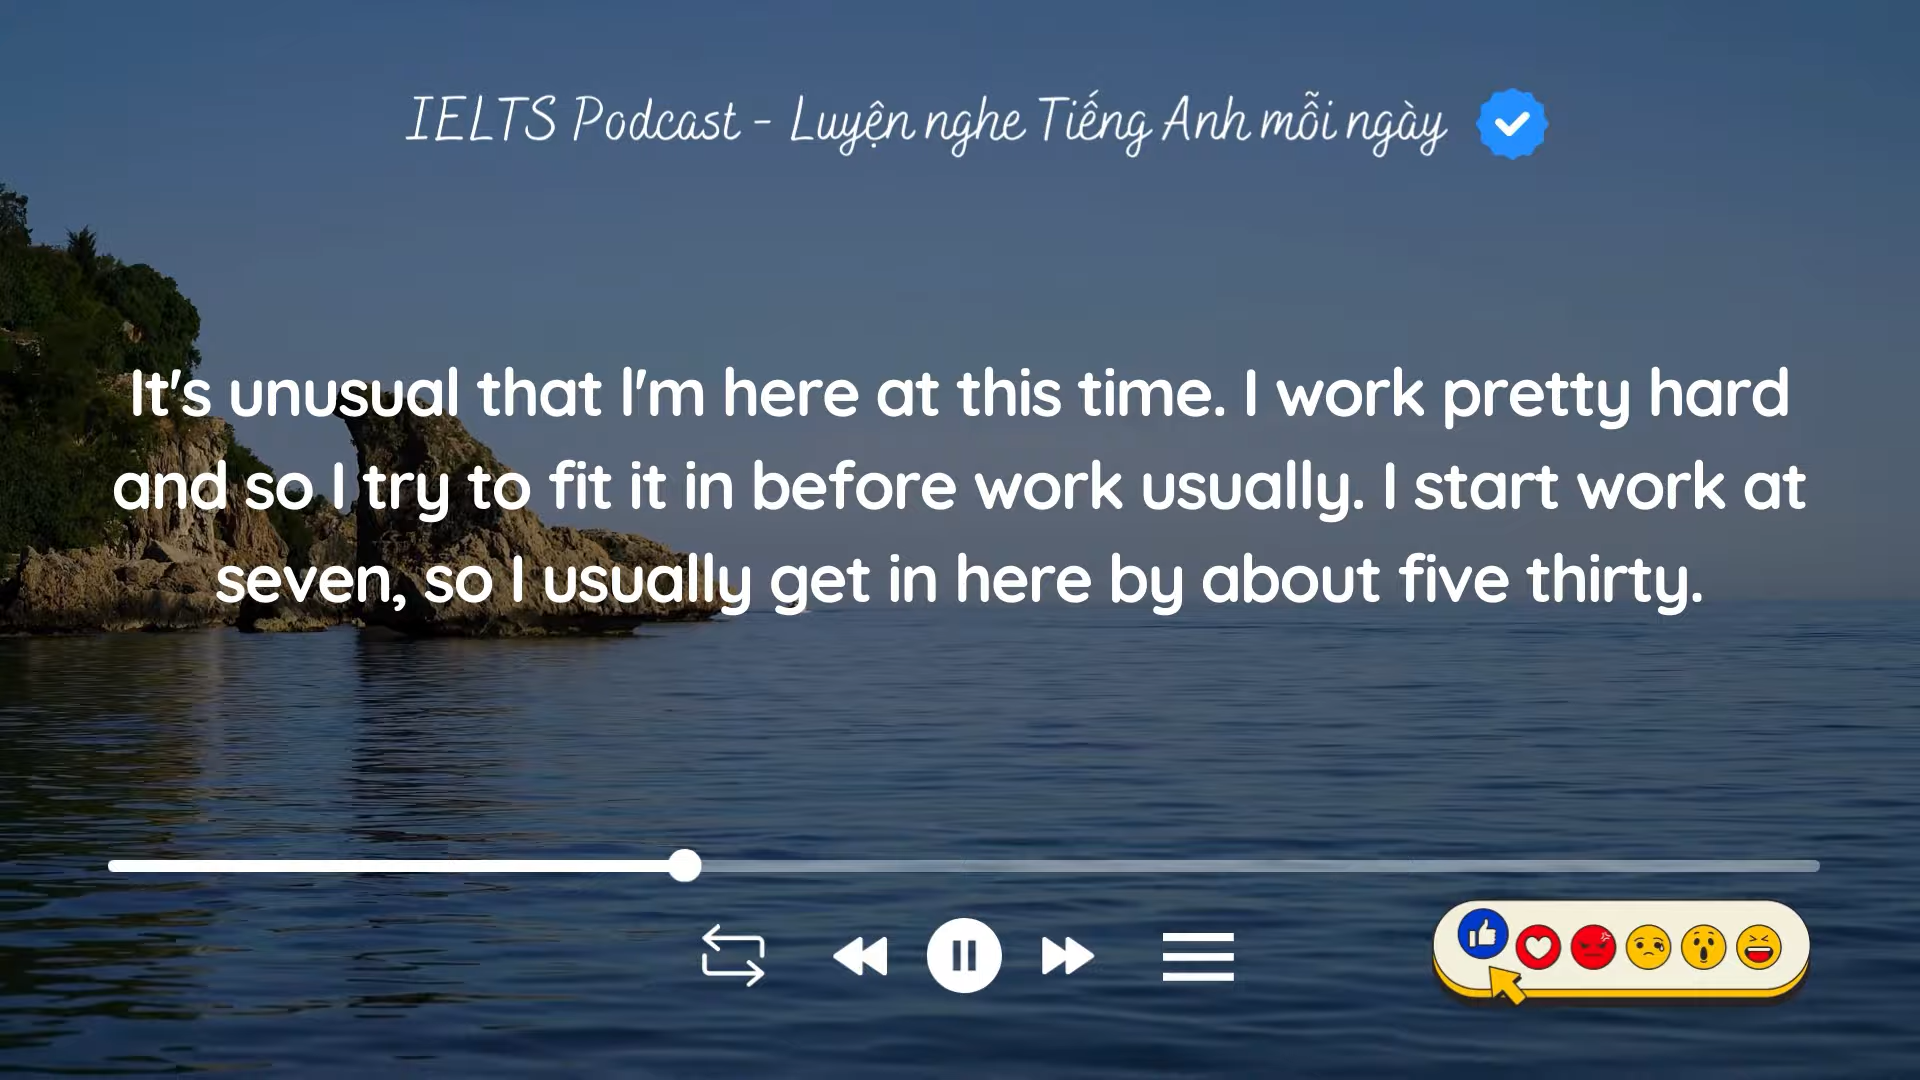 IELTS Podcast - Luyện nghe Tiếng Anh mỗi ngày
It's unusual that I'm here at this time. I work pretty hard
and so I try to fit it in before work usually. I start work at
seven, so I usually get in here by about five thirty.